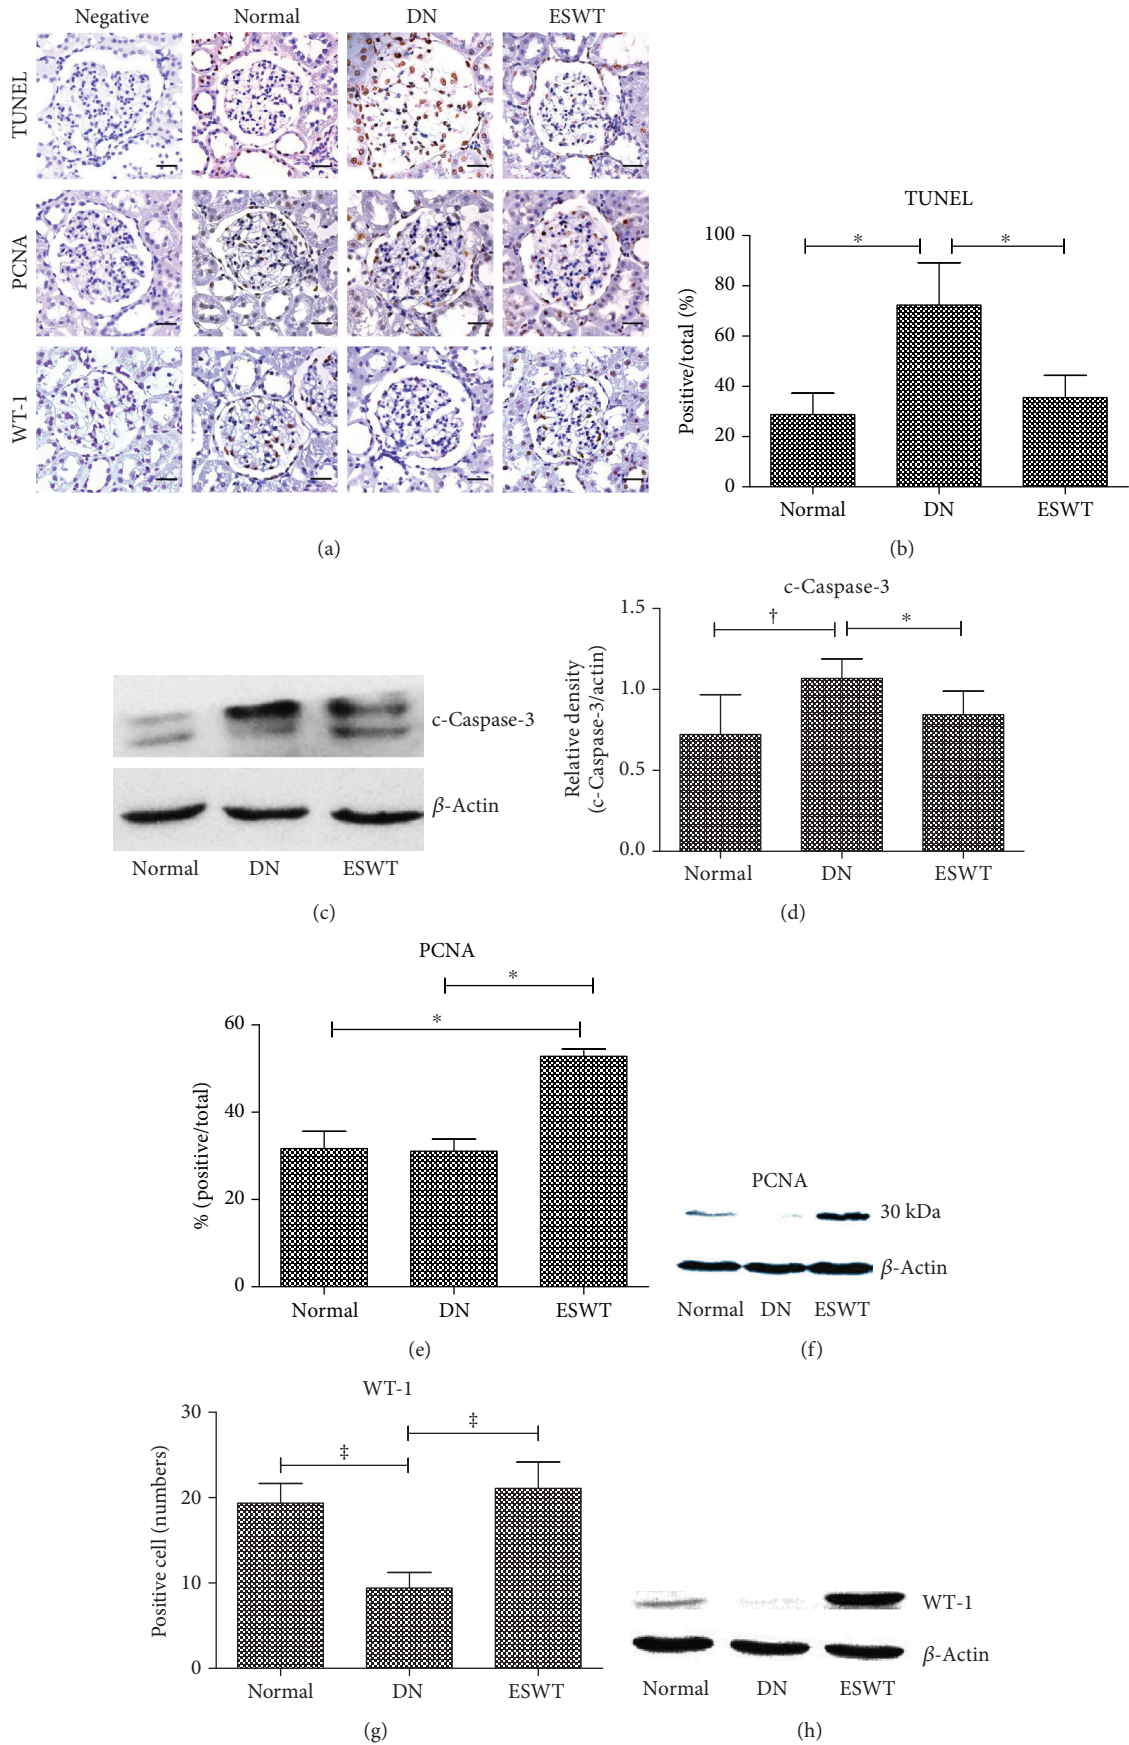 Negative Normal DN ESWT
TUNEL
PCNA
WT-1
(a)
TUNEL
Positive/total (%)
100
80
60
40
20
0
* *
Normal DN ESWT
(b)
c-Caspase-3
β-Actin
Normal DN ESWT
(c)
c-Caspase-3
Relative density
(c-Caspase-3/actin)
1.5
1.0
0.5
0.0
† *
Normal DN ESWT
(d)
PCNA
% (positive/total)
60
40
20
0
*
*
Normal DN ESWT
(e)
PCNA
30 kDa
β-Actin
Normal DN ESWT
(f)
WT-1
Positive cell (numbers)
30
20
10
0
‡
‡
Normal DN ESWT
(g)
WT-1
β-Actin
Normal DN ESWT
(h)